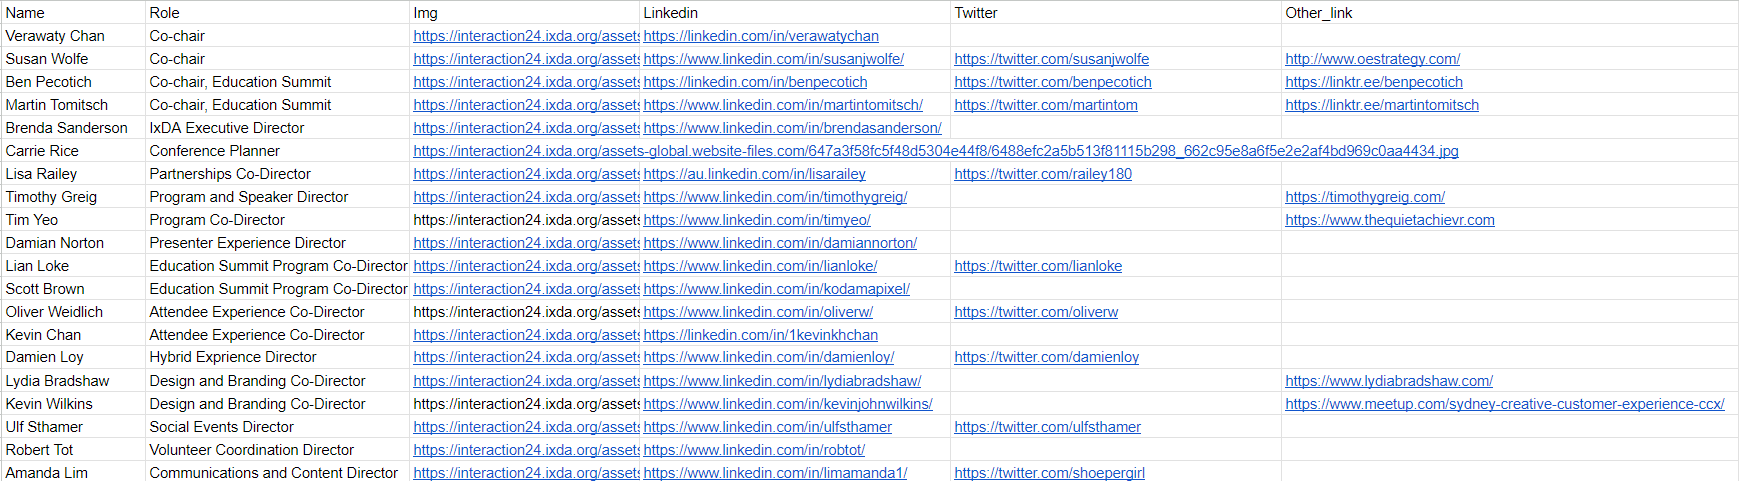 Name Role Img Linkedin Twitter Other_link
Verawaty Chan Co-chair https://interaction24.ixda.org/assets https://linkedin.com/in/verawatychan
Susan Wolfe Co-chair https://interaction24.ixda.org/assets https://www.linkedin.com/in/susanjwolfe/ https://twitter.com/susanjwolfe http://www.oestrategy.com/
Ben Pecotich Co-chair, Education Summit https://interaction24.ixda.org/assets https://linkedin.com/in/benpecotich https://twitter.com/benpecotich https://linktr.ee/benpecotich
Martin Tomitsch Co-chair, Education Summit https://interaction24.ixda.org/assets https://www.linkedin.com/in/martintomitsch/ https://twitter.com/martintom https://linktr.ee/martintomitsch
Brenda Sanderson IxDA Executive Director https://interaction24.ixda.org/assets https://www.linkedin.com/in/brendasanderson/
Carrie Rice Conference Planner https://interaction24.ixda.org/assets-global.website-files.com/647a3f58fc5f48d5304e44f8/6488efc2a5b513f81115b298_662c95e8a6f5e2e2af4bd969c0aa4434.jpg
Lisa Railey Partnerships Co-Director https://interaction24.ixda.org/assets https://au.linkedin.com/in/lisarailey https://twitter.com/railey180
Timothy Greig Program and Speaker Director https://interaction24.ixda.org/assets https://www.linkedin.com/in/timothygreig/ https://timothygreig.com/
Tim Yeo Program Co-Director https://interaction24.ixda.org/assets https://www.linkedin.com/in/timyeo/ https://www.thequietachievr.com
Damian Norton Presenter Experience Director https://interaction24.ixda.org/assets https://www.linkedin.com/in/damiannorton/
Lian Loke Education Summit Program Co-Director https://interaction24.ixda.org/assets https://www.linkedin.com/in/lianloke/ https://twitter.com/lianloke
Scott Brown Education Summit Program Co-Director https://interaction24.ixda.org/assets https://www.linkedin.com/in/kodamapixel/
Oliver Weidlich Attendee Experience Co-Director https://interaction24.ixda.org/assets https://www.linkedin.com/in/oliverw/ https://twitter.com/oliverw
Kevin Chan Attendee Experience Co-Director https://interaction24.ixda.org/assets https://linkedin.com/in/1kevinkhchan
Damien Loy Hybrid Exprience Director https://interaction24.ixda.org/assets https://www.linkedin.com/in/damienloy/ https://twitter.com/damienloy
Lydia Bradshaw Design and Branding Co-Director https://interaction24.ixda.org/assets https://www.linkedin.com/in/lydiabradshaw/ https://www.lydiabradshaw.com/
Kevin Wilkins Design and Branding Co-Director https://interaction24.ixda.org/assets https://www.linkedin.com/in/kevinjohnwilkins/ https://www.meetup.com/sydney-creative-customer-experience-ccx/
Ulf Sthamer Social Events Director https://interaction24.ixda.org/assets https://www.linkedin.com/in/ulfsthamer https://twitter.com/ulfsthamer
Robert Tot Volunteer Coordination Director https://interaction24.ixda.org/assets https://www.linkedin.com/in/robtot/
Amanda Lim Communications and Content Director https://interaction24.ixda.org/assets https://www.linkedin.com/in/limamanda1/ https://twitter.com/shoepergirl